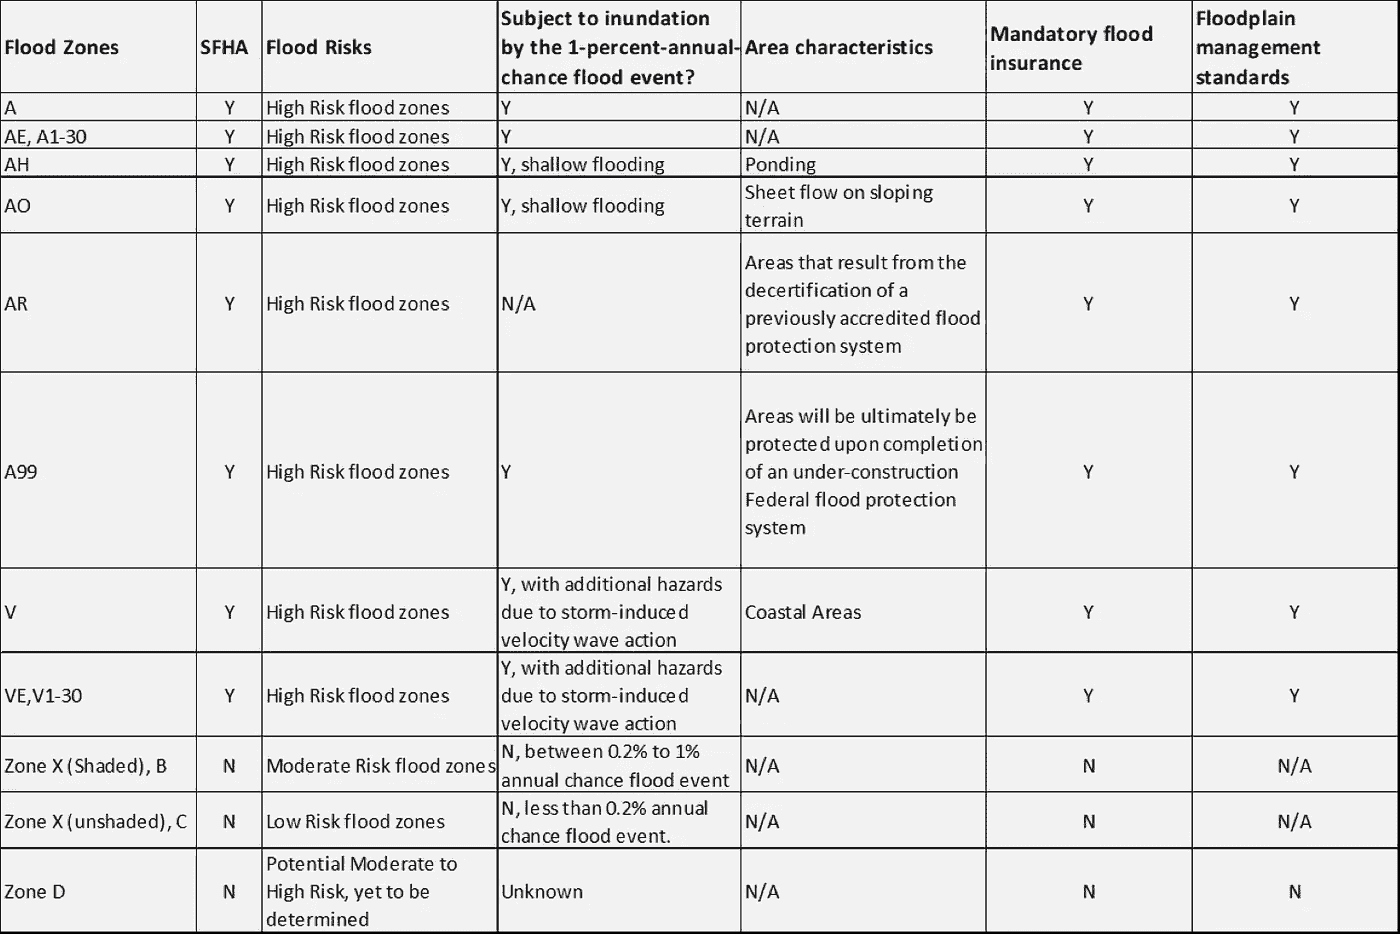 Flood Zones SFHA Flood Risks Subject to inundation by the 1-percent-annual-chance flood event? Area characteristics Mandatory flood insurance Floodplain management standards
A Y High Risk flood zones Y N/A Y Y
AE, A1-30 Y High Risk flood zones Y N/A Y Y
AH Y High Risk flood zones Y, shallow flooding Ponding Y Y
AO Y High Risk flood zones Y, shallow flooding Sheet flow on sloping terrain Y Y
AR Y High Risk flood zones N/A Areas that result from the decertification of a previously accredited flood protection system Y Y
A99 Y High Risk flood zones Y Areas will be ultimately be protected upon completion of an under-construction Federal flood protection system Y Y
V Y High Risk flood zones Y, with additional hazards due to storm-induced velocity wave action Coastal Areas Y Y
VE,V1-30 Y High Risk flood zones Y, with additional hazards due to storm-induced velocity wave action N/A Y Y
Zone X (Shaded), B N Moderate Risk flood zones N, between 0.2% to 1% annual chance flood event N/A N N/A
Zone X (unshaded), C N Low Risk flood zones N, less than 0.2% annual chance flood event. N/A N N/A
Zone D N Potential Moderate to High Risk, yet to be determined Unknown N/A N N